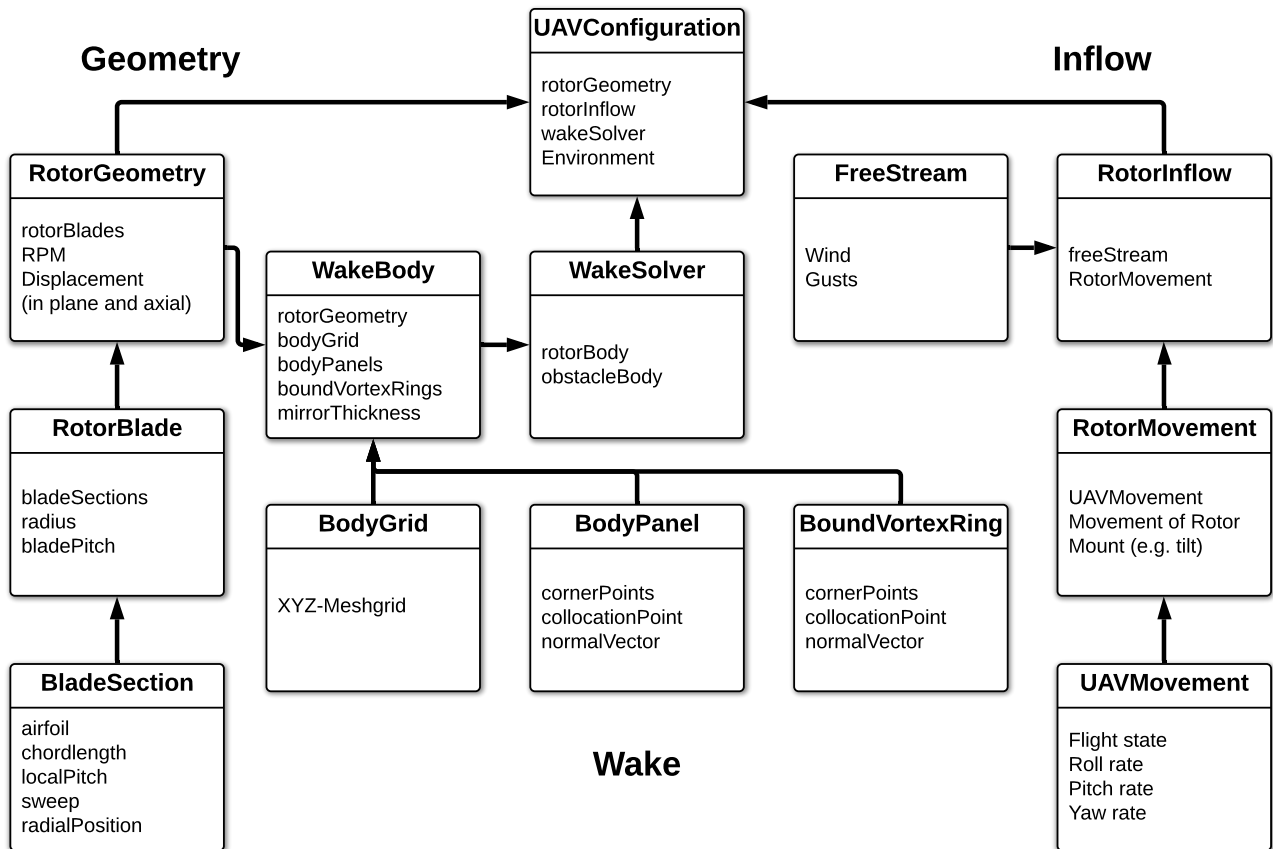 Geometry
UAVConfiguration
rotorGeometry
rotorInflow
wakeSolver
Environment
Inflow
RotorGeometry
rotorBlades
RPM
Displacement
(in plane and axial)
WakeBody
rotorGeometry
bodyGrid
bodyPanels
boundVortexRings
mirrorThickness
WakeSolver
rotorBody
obstacleBody
FreeStream
Wind
Gusts
RotorInflow
freeStream
RotorMovement
RotorBlade
bladeSections
radius
bladePitch
BodyGrid
XYZ-Meshgrid
BodyPanel
cornerPoints
collocationPoint
normalVector
BoundVortexRing
cornerPoints
collocationPoint
normalVector
RotorMovement
UAVMovement
Movement of Rotor
Mount (e.g. tilt)
BladeSection
airfoil
chordlength
localPitch
sweep
radialPosition
Wake
UAVMovement
Flight state
Roll rate
Pitch rate
Yaw rate